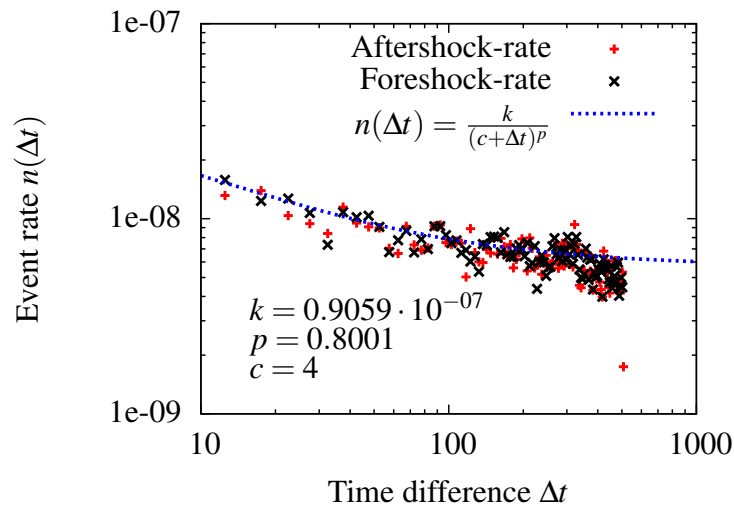 1e-07
1e-08
1e-09
Event rate n(Δt)
Aftershock-rate
Foreshock-rate
n(Δt) = k/(c+Δt)^p
k = 0.9059 · 10^−07
p = 0.8001
c = 4
10 100 1000
Time difference Δt